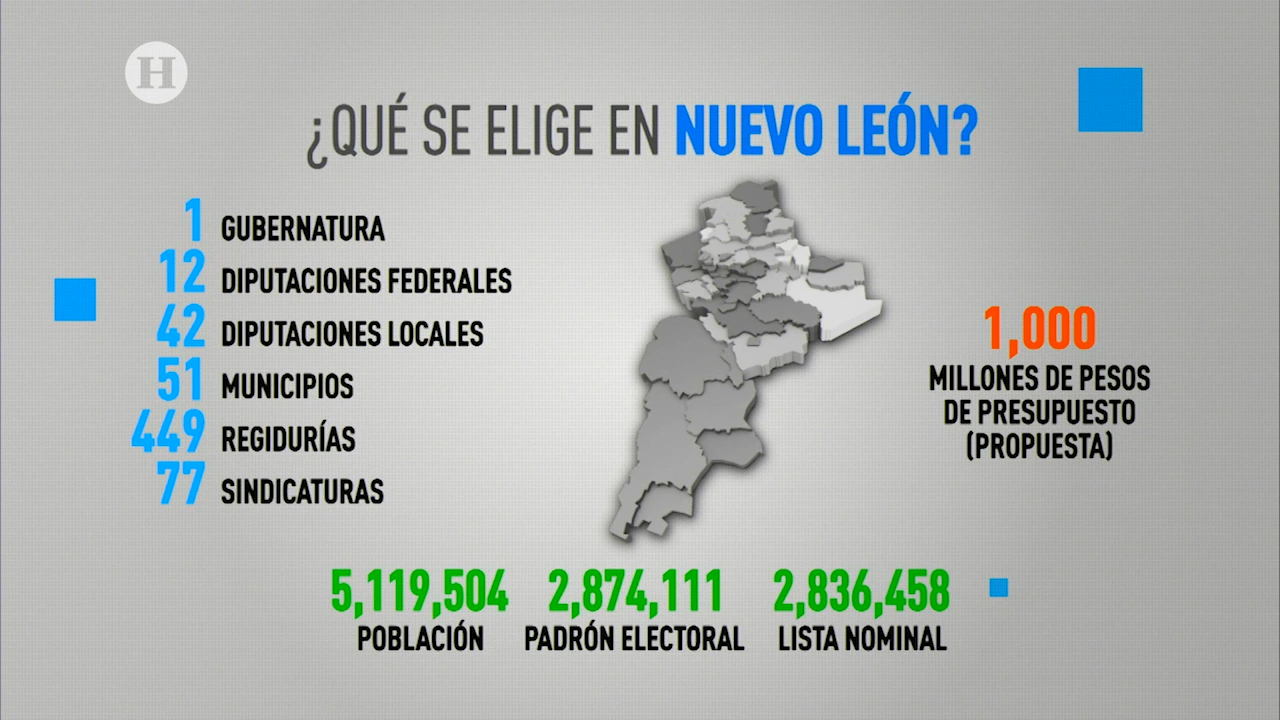 H
¿QUÉ SE ELIGE EN NUEVO LEÓN?
1 GUBERNATURA
12 DIPUTACIONES FEDERALES
42 DIPUTACIONES LOCALES
51 MUNICIPIOS
449 REGIDURÍAS
77 SINDICATURAS
1,000
MILLONES DE PESOS
DE PRESUPUESTO
(PROPUESTA)
5,119,504 2,874,111 2,836,458
POBLACIÓN PADRÓN ELECTORAL LISTA NOMINAL